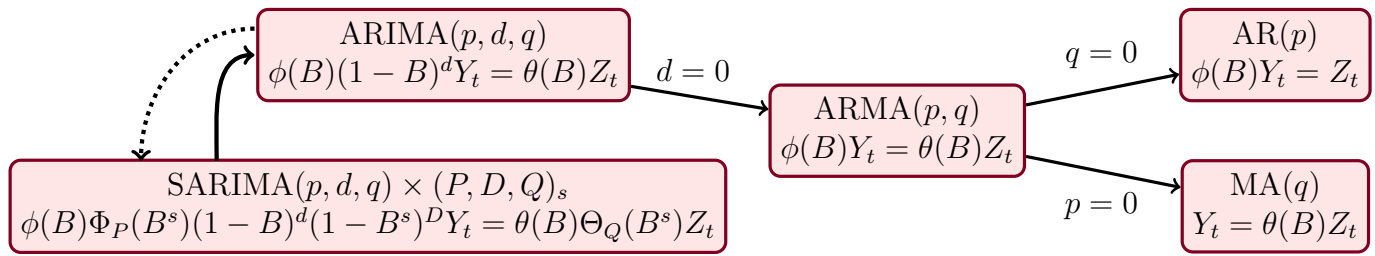 ARIMA(p, d, q)
ϕ(B)(1 − B)^d Y_t = θ(B)Z_t
SARIMA(p, d, q) × (P, D, Q)_s
ϕ(B)Φ_P(B^s)(1 − B)^d(1 − B^s)^D Y_t = θ(B)Θ_Q(B^s)Z_t
d = 0
ARMA(p, q)
ϕ(B)Y_t = θ(B)Z_t
q = 0
AR(p)
ϕ(B)Y_t = Z_t
p = 0
MA(q)
Y_t = θ(B)Z_t